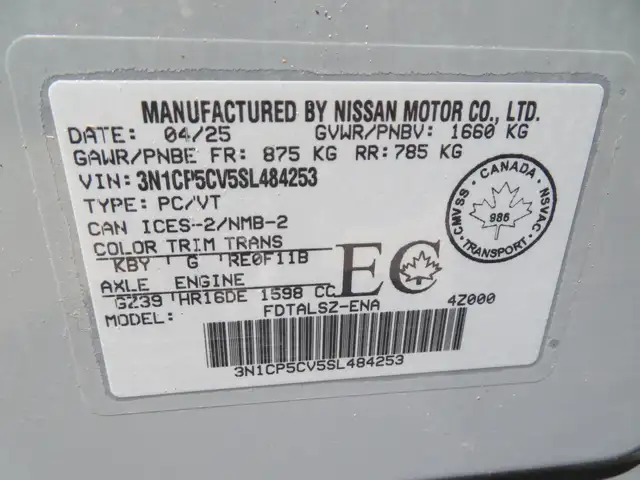 MANUFACTURED BY NISSAN MOTOR CO., LTD.
DATE: 04/25 GVWR/PNBV: 1660 KG
GAWR/PNBE FR: 875 KG RR: 785 KG
VIN: 3N1CP5CV5SL484253
TYPE: PC/VT
CAN ICES-2/NMB-2
COLOR TRIM TRANS
KBY G RE0F11B
AXLE ENGINE
GZ39 HR16DE 1598 CC
MODEL: FDTALSZ-ENA 4Z000
3N1CP5CV5SL484253
EC
CMVSS - CANADA - NSVAC
986
TRANSPORT